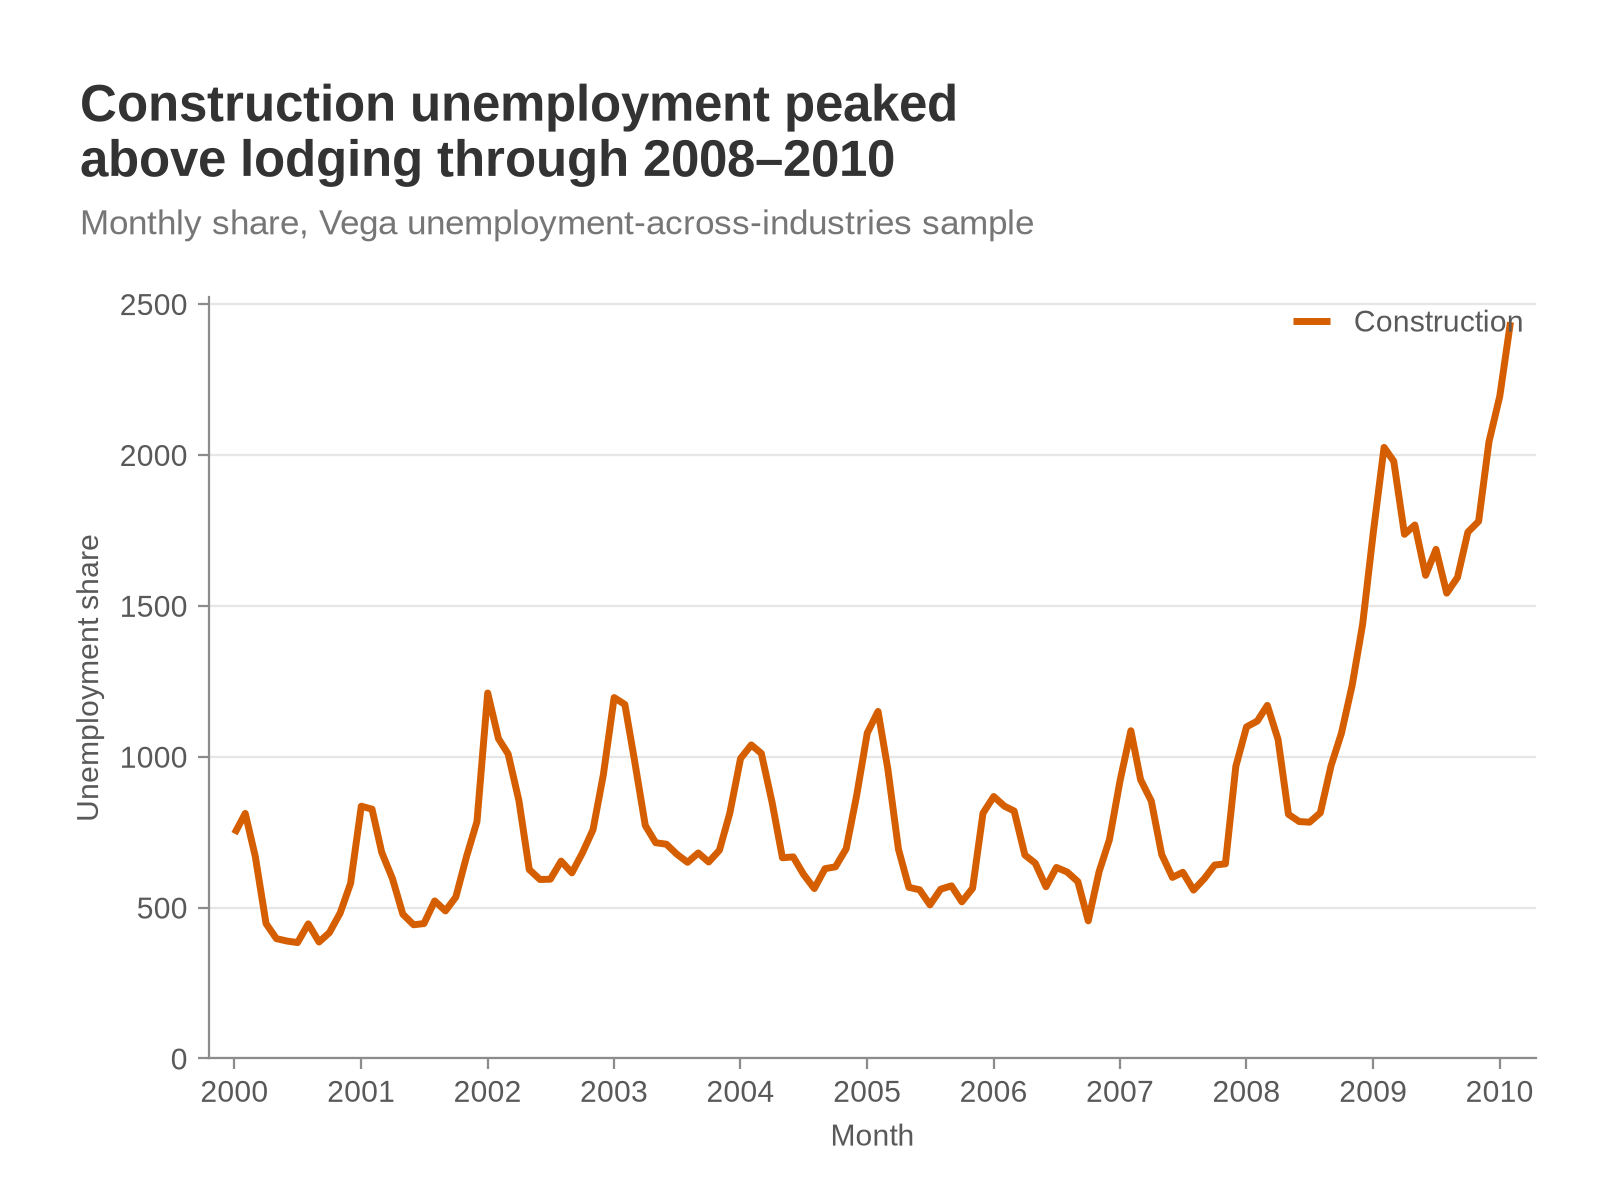 Construction unemployment peaked
above lodging through 2008–2010
Monthly share, Vega unemployment-across-industries sample
2500
2000
1500
1000
500
0
Unemployment share
Construction
2000 2001 2002 2003 2004 2005 2006 2007 2008 2009 2010
Month